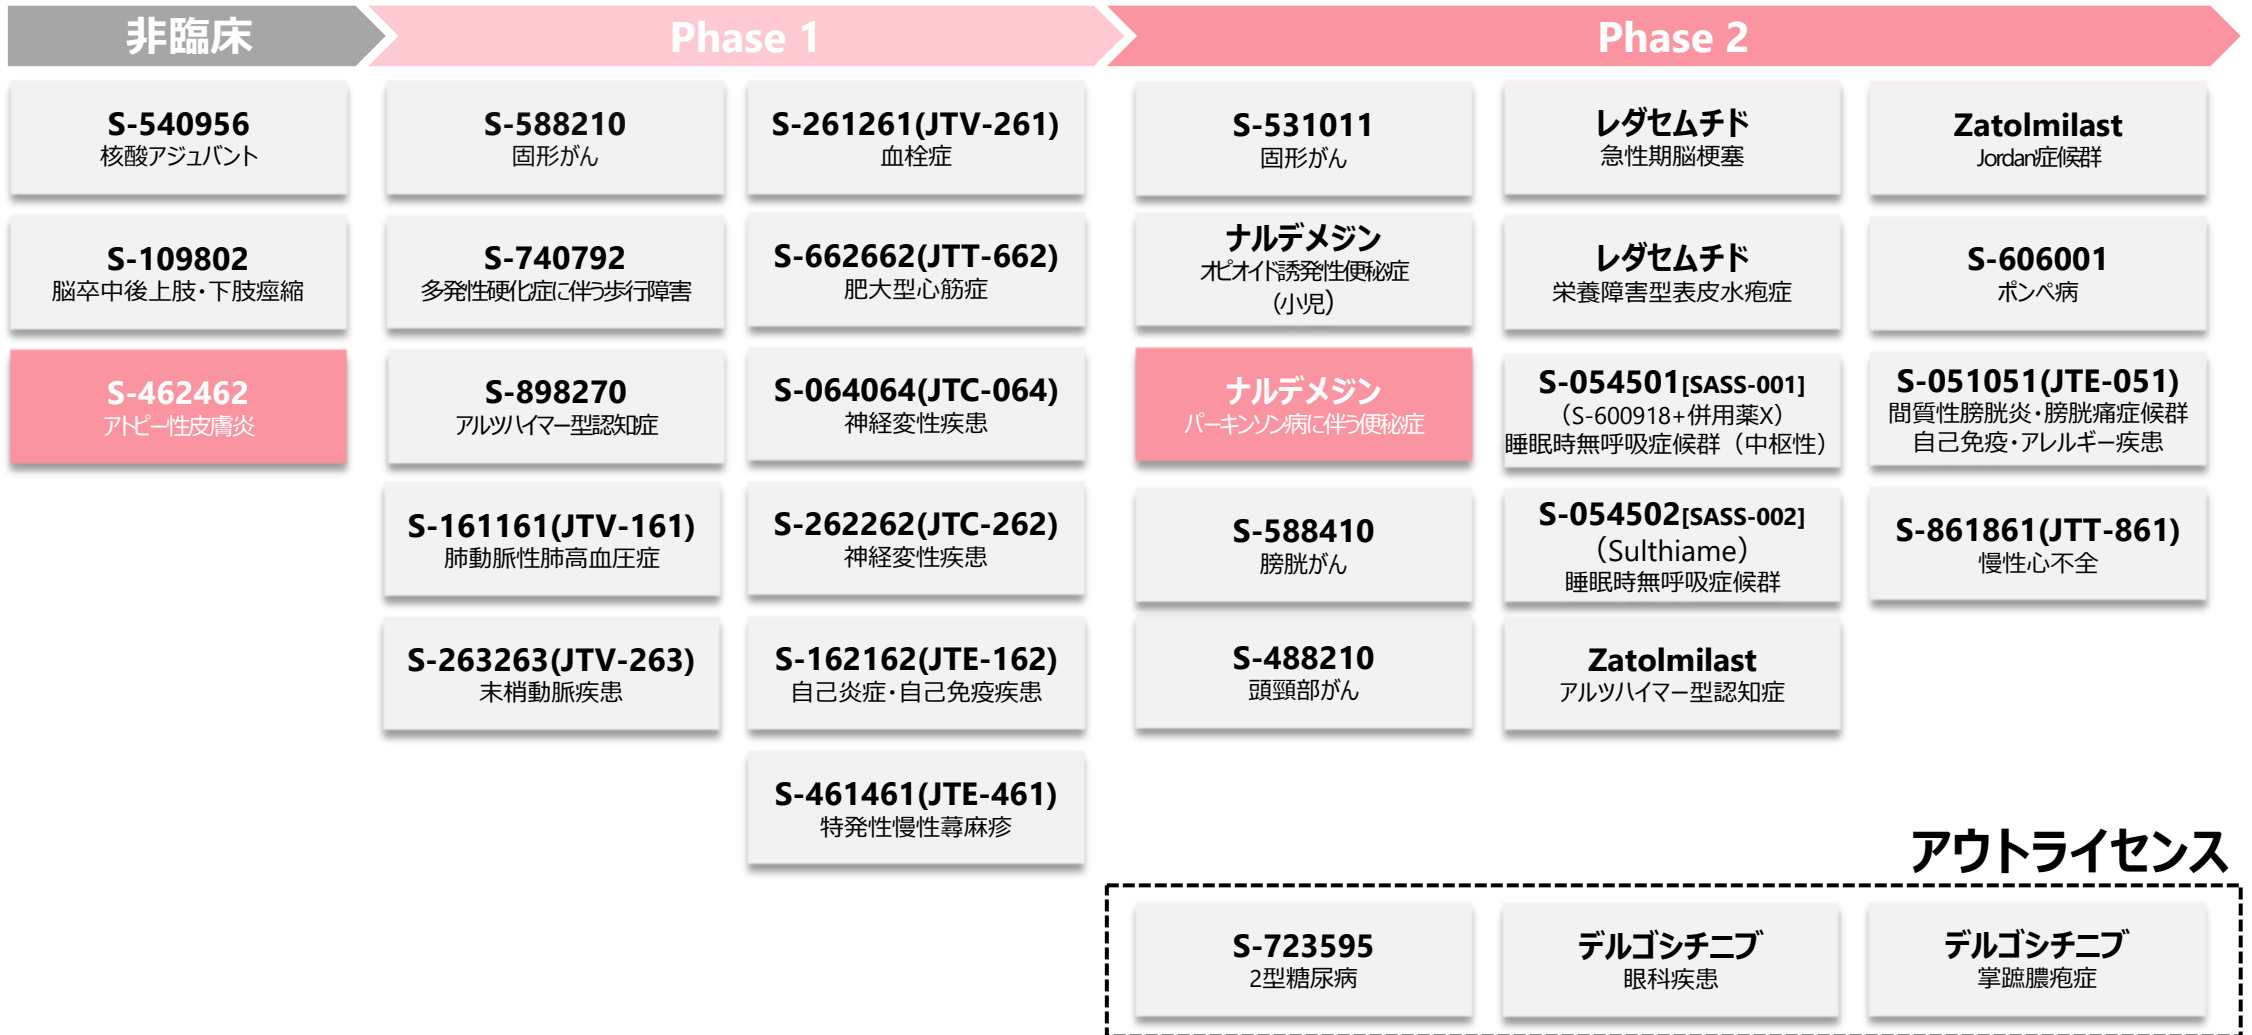 非臨床
Phase 1
Phase 2
S-540956
核酸アジュバント
S-109802
脳卒中後上肢・下肢痙縮
S-462462
アトピー性皮膚炎
S-588210
固形がん
S-740792
多発性硬化症に伴う歩行障害
S-898270
アルツハイマー型認知症
S-161161(JTV-161)
肺動脈性肺高血圧症
S-263263(JTV-263)
末梢動脈疾患
S-261261(JTV-261)
血栓症
S-662662(JTT-662)
肥大型心筋症
S-064064(JTC-064)
神経変性疾患
S-262262(JTC-262)
神経変性疾患
S-162162(JTE-162)
自己炎症・自己免疫疾患
S-461461(JTE-461)
特発性慢性蕁麻疹
S-531011
固形がん
ナルデメジン
オピオイド誘発性便秘症
(小児)
ナルデメジン
パーキンソン病に伴う便秘症
S-588410
膀胱がん
S-488210
頭頸部がん
レダセムチド
急性期脳梗塞
レダセムチド
栄養障害型表皮水疱症
S-054501[SASS-001]
（S-600918+併用薬X）
睡眠時無呼吸症候群（中枢性）
S-054502[SASS-002]
（Sulthiame）
睡眠時無呼吸症候群
Zatolmilast
アルツハイマー型認知症
Zatolmilast
Jordan症候群
S-606001
ポンペ病
S-051051(JTE-051)
間質性膀胱炎・膀胱痛症候群
自己免疫・アレルギー疾患
S-861861(JTT-861)
慢性心不全
アウトライセンス
S-723595
2型糖尿病
デルゴシチニブ
眼科疾患
デルゴシチニブ
掌蹠膿疱症